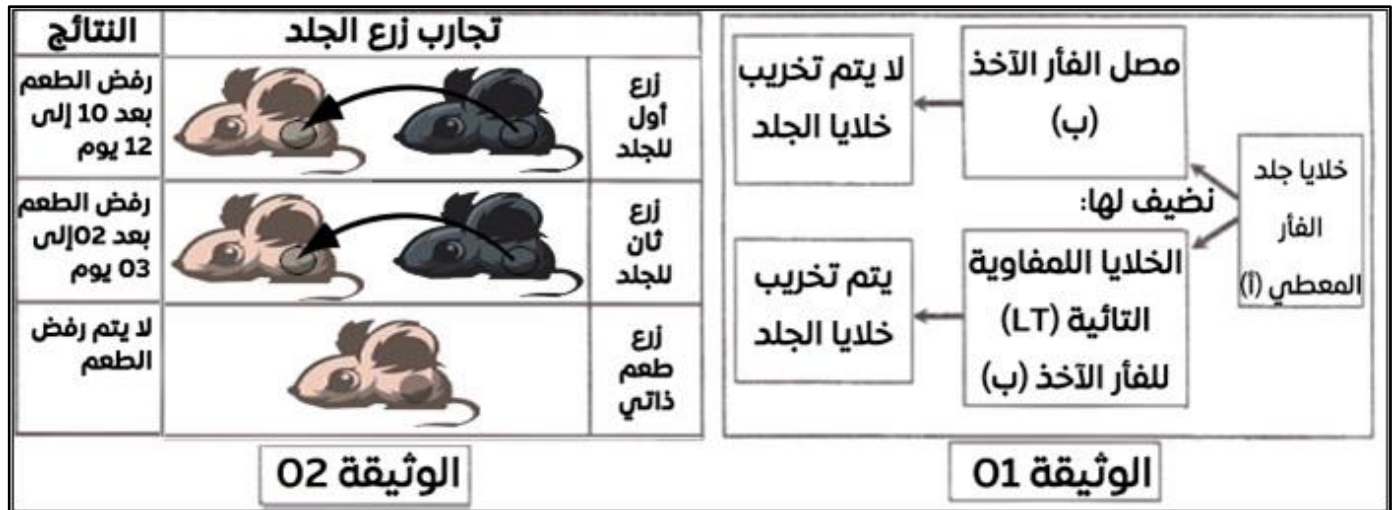 مصل الفأر الآخذ
(ب)
لا يتم تخريب
خلايا الجلد
خلايا جلد
الفأر
المعطي (أ)
نضيف لها:
الخلايا اللمفاوية
التائية (LT)
للفأر الآخذ (ب)
يتم تخريب
خلايا الجلد
الوثيقة 01
تجارب زرع الجلد
النتائج
زرع
أول
للجلد
رفض الطعم
بعد 10 إلى
12 يوم
زرع
ثان
للجلد
رفض الطعم
بعد 02إلى
03 يوم
زرع
طعم
ذاتي
لا يتم رفض
الطعم
الوثيقة 02